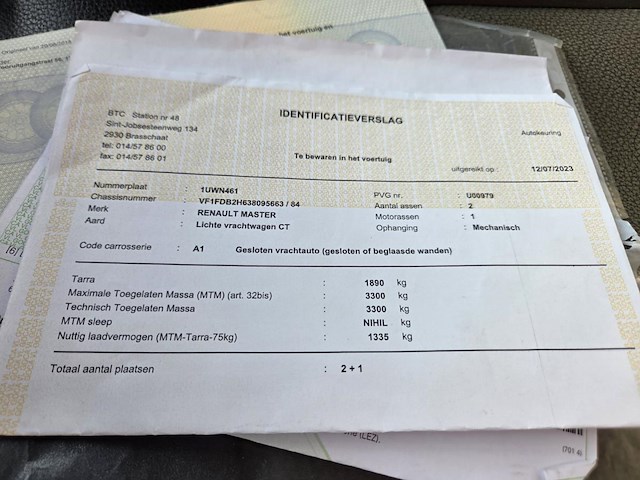 IDENTIFICATIEVERSLAG
BTC Station nr 48
Sint-Jobsesteenweg 134
2930 Brasschaat
tel: 014/57 86 00
fax: 014/57 86 01
Autokeuring
Te bewaren in het voertuig
uitgereikt op : 12/07/2023
Nummerplaat : 1UWN461
PVG nr. : U00979
Chassisnummer : VF1FDB2H638095663 / 84
Aantal assen : 2
Merk : RENAULT MASTER
Motorassen : 1
Aard : Lichte vrachtwagen CT
Ophanging : Mechanisch
Code carrosserie : A1 Gesloten vrachtauto (gesloten of beglaasde wanden)
Tarra : 1890 kg
Maximale Toegelaten Massa (MTM) (art. 32bis) : 3300 kg
Technisch Toegelaten Massa : 3300 kg
MTM sleep : NIHIL kg
Nuttig laadvermogen (MTM-Tarra-75kg) : 1335 kg
Totaal aantal plaatsen : 2 + 1
(LEZ).